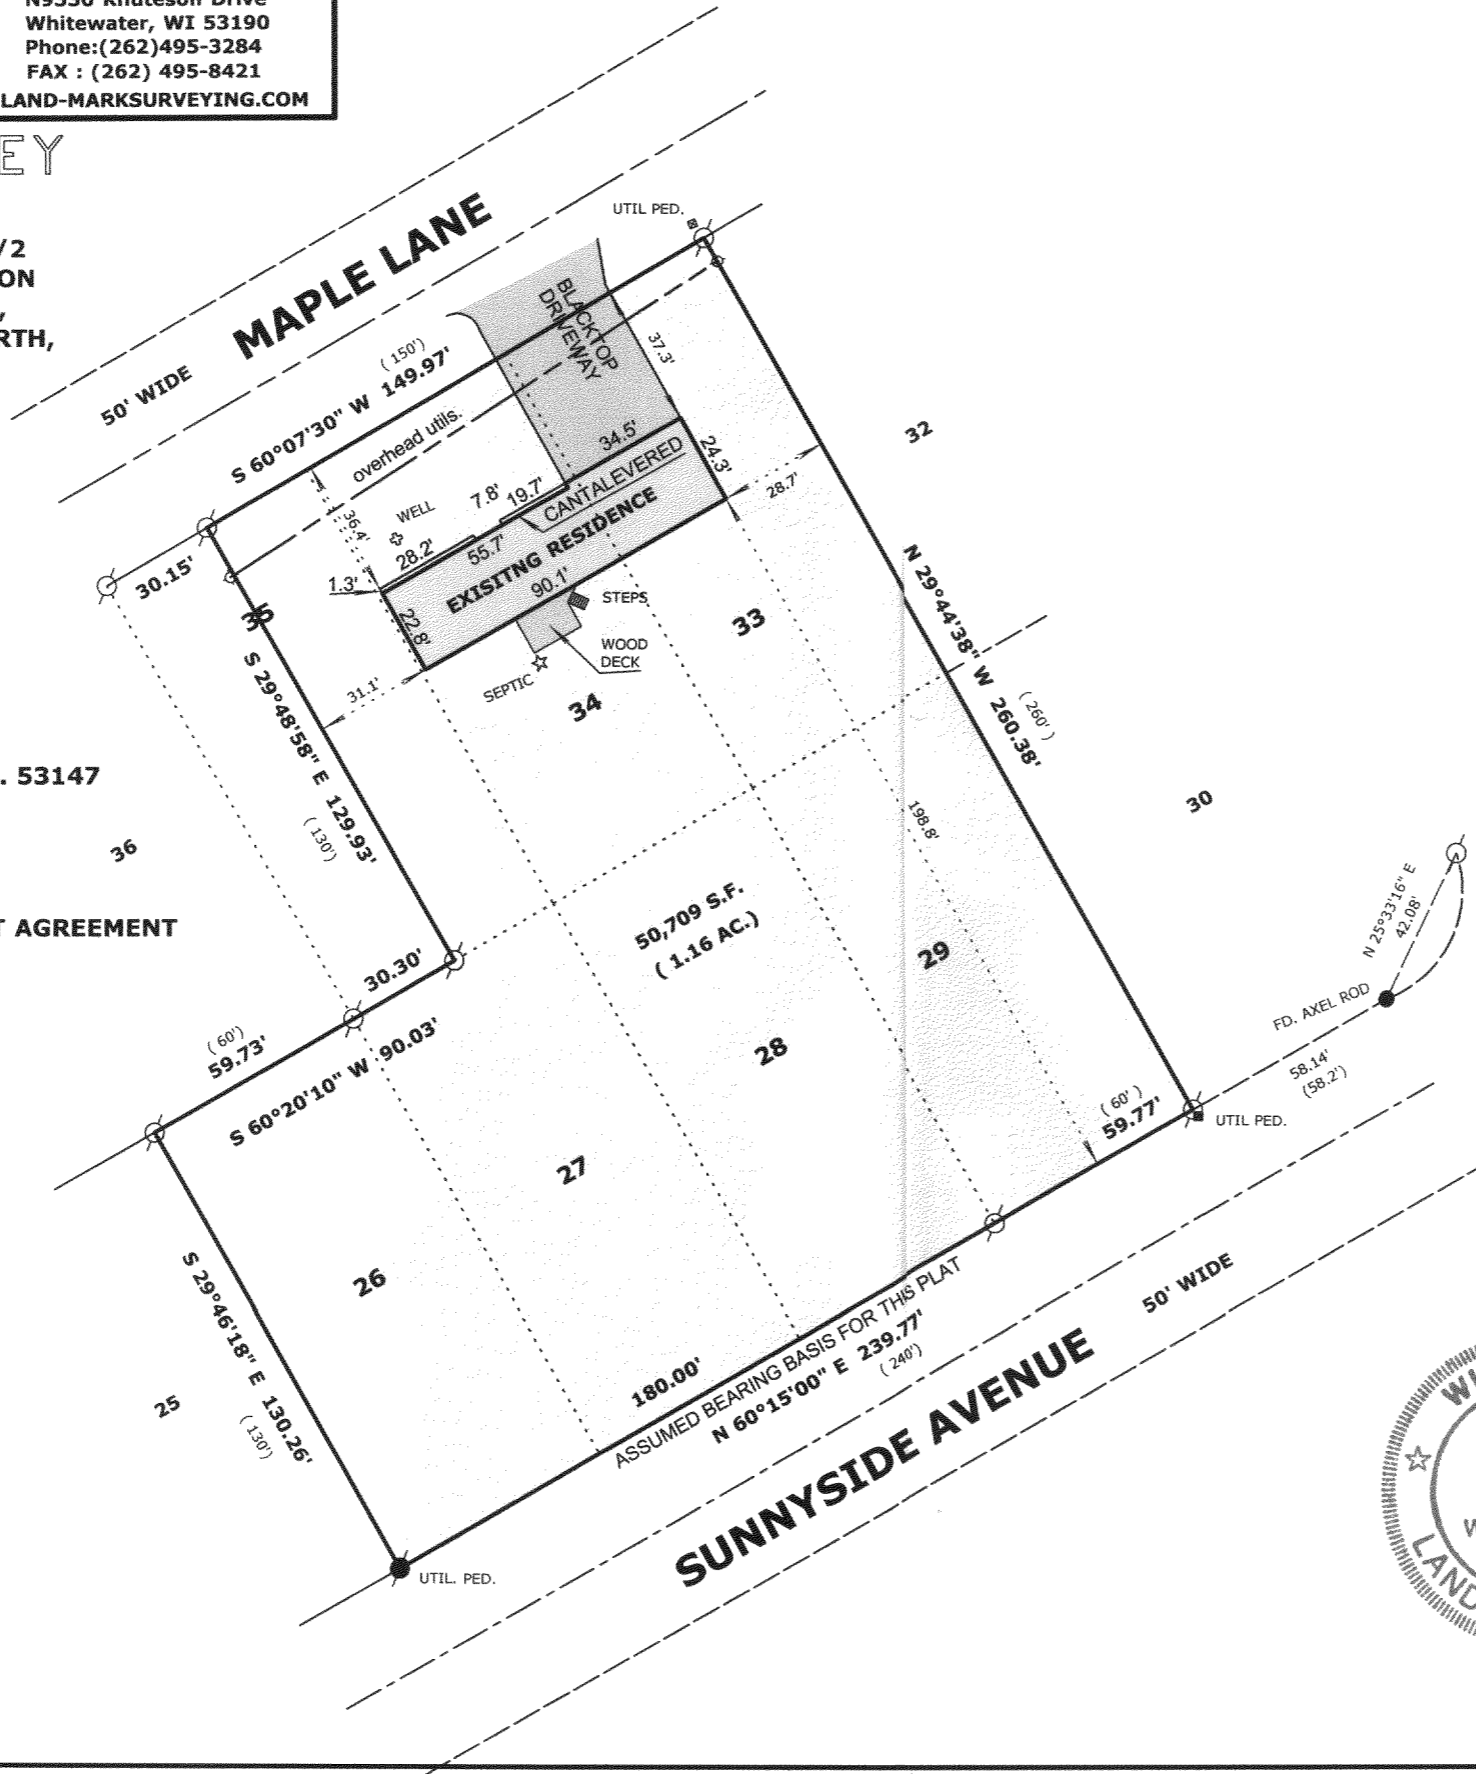 Whitewater, WI 53190
Phone:(262)495-3284
FAX : (262) 495-8421
LAND-MARKSURVEYING.COM
EY
/2
ON
,
RTH,
. 53147
T AGREEMENT
MAPLE LANE
50' WIDE
UTIL PED.
( 150')
S 60°07'30" W 149.97'
overhead utils.
BLACKTOP
DRIVEWAY
37.3'
34.5'
24.3'
28.7'
36.4'
WELL
7.8'
19.7'
CANTALEVERED
28.2'
55.7'
EXISITNG RESIDENCE
90.1'
1.3'
22.8'
STEPS
WOOD
DECK
SEPTIC
31.1'
30.15'
35
S 29°48'58" E 129.93'
(130')
36
34
33
32
N 29°44'38" W 260.38'
(260')
30
198.8'
50,709 S.F.
( 1.16 AC.)
30.30'
( 60')
59.73'
S 60°20'10" W 90.03'
29
28
27
26
25
S 29°46'18" E 130.26'
(130')
N 25°33'16" E
42.08'
FD. AXEL ROD
58.14'
(58.2')
( 60')
59.77'
UTIL PED.
180.00'
ASSUMED BEARING BASIS FOR THIS PLAT
N 60°15'00" E 239.77'
( 240')
50' WIDE
SUNNYSIDE AVENUE
UTIL. PED.
WI
W
LAND